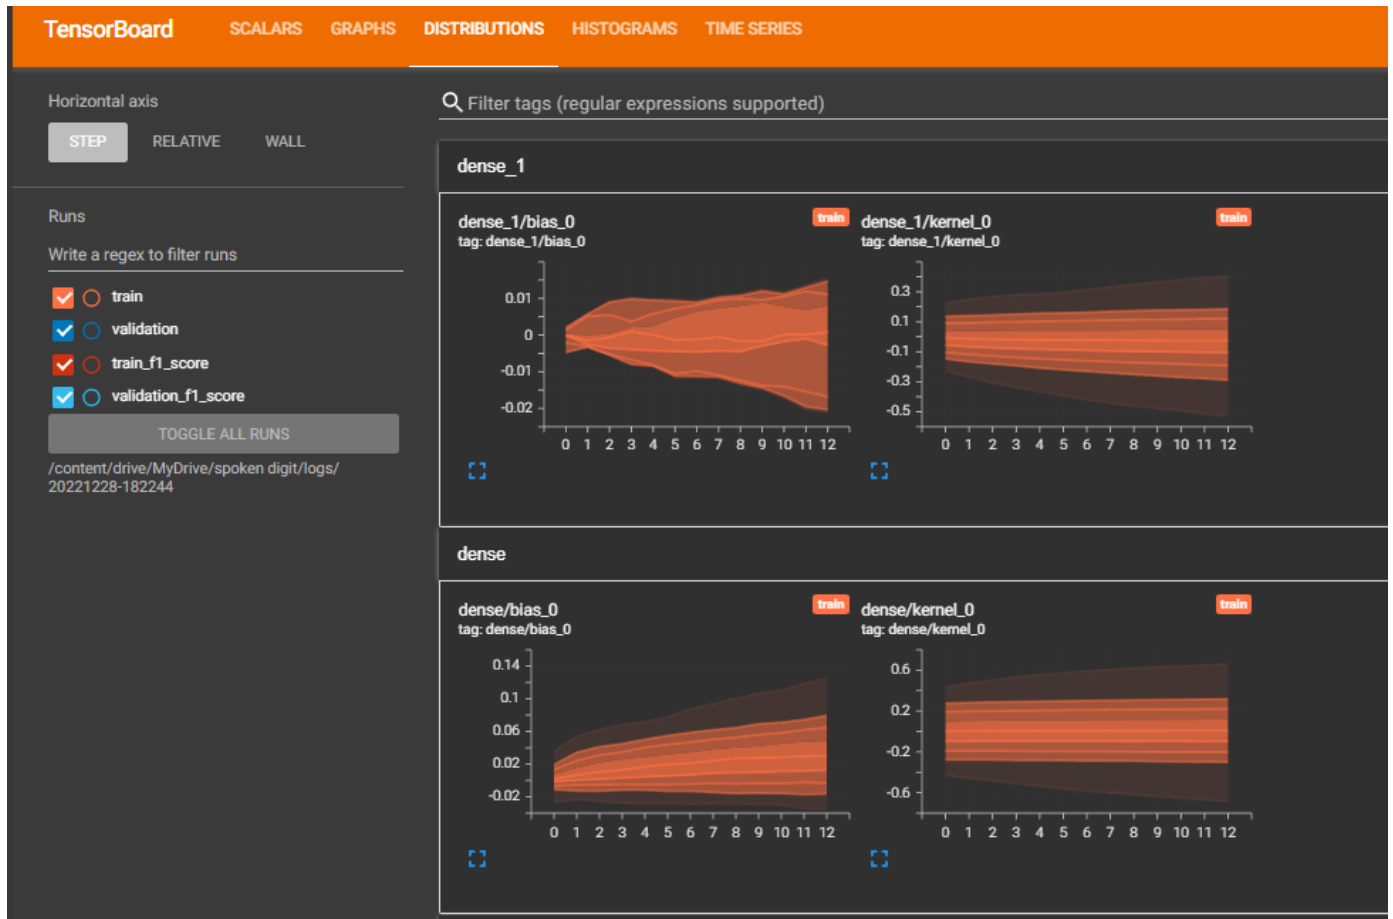 TensorBoard SCALARS GRAPHS DISTRIBUTIONS HISTOGRAMS TIME SERIES
Horizontal axis
STEP RELATIVE WALL
Runs
Write a regex to filter runs
train
validation
train_f1_score
validation_f1_score
TOGGLE ALL RUNS
/content/drive/MyDrive/spoken digit/logs/
20221228-182244
Filter tags (regular expressions supported)
dense_1
dense_1/bias_0 train
tag: dense_1/bias_0
0.01
0
-0.01
-0.02
0 1 2 3 4 5 6 7 8 9 10 11 12
dense_1/kernel_0 train
tag: dense_1/kernel_0
0.3
0.1
-0.1
-0.3
-0.5
0 1 2 3 4 5 6 7 8 9 10 11 12
dense
dense/bias_0 train
tag: dense/bias_0
0.14
0.1
0.06
0.02
-0.02
0 1 2 3 4 5 6 7 8 9 10 11 12
dense/kernel_0 train
tag: dense/kernel_0
0.6
0.2
-0.2
-0.6
0 1 2 3 4 5 6 7 8 9 10 11 12